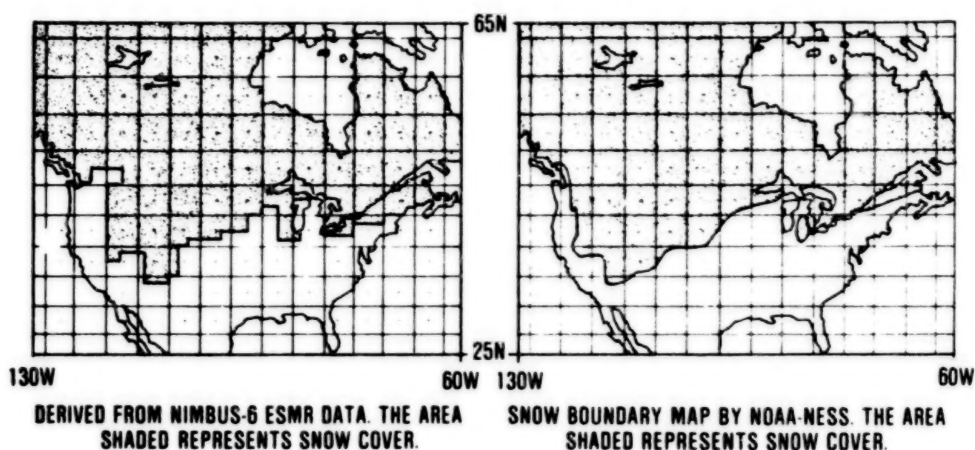 65N
25N
130W
60W
130W
60W
DERIVED FROM NIMBUS-6 ESMR DATA. THE AREA
SHADED REPRESENTS SNOW COVER.
SNOW BOUNDARY MAP BY NOAA-NESS. THE AREA
SHADED REPRESENTS SNOW COVER.